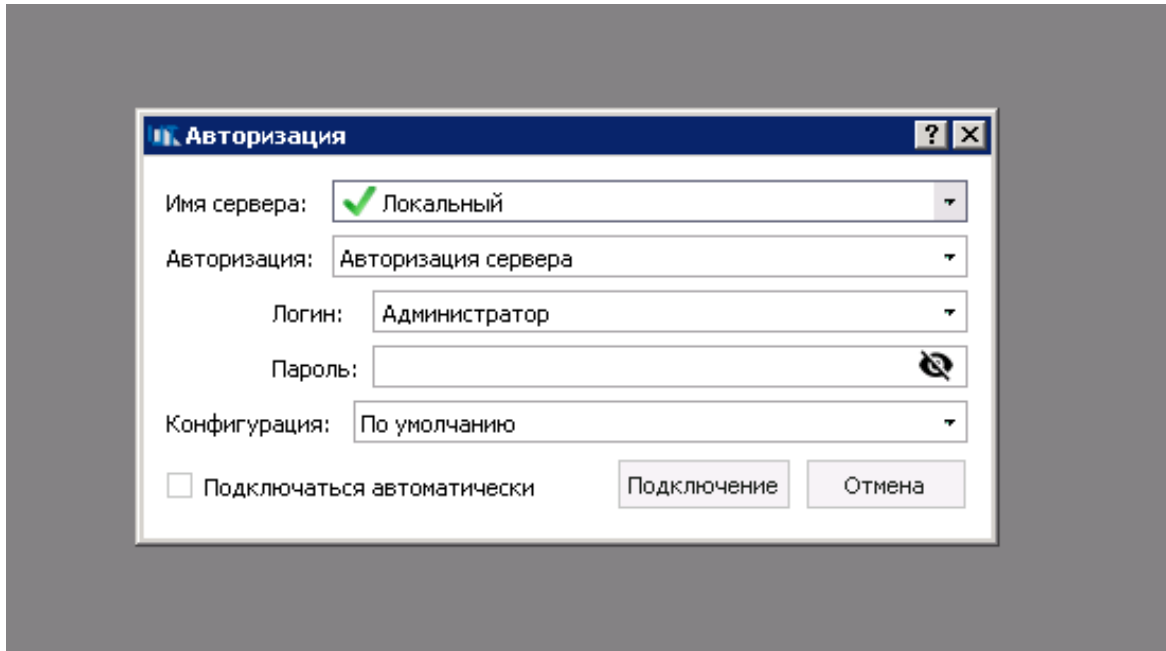 Авторизация
Имя сервера: Локальный
Авторизация: Авторизация сервера
Логин: Администратор
Пароль:
Конфигурация: По умолчанию
Подключаться автоматически Подключение Отмена